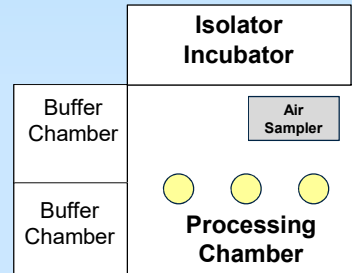 Isolator
Incubator
Buffer
Chamber
Air
Sampler
Buffer
Chamber
Processing
Chamber